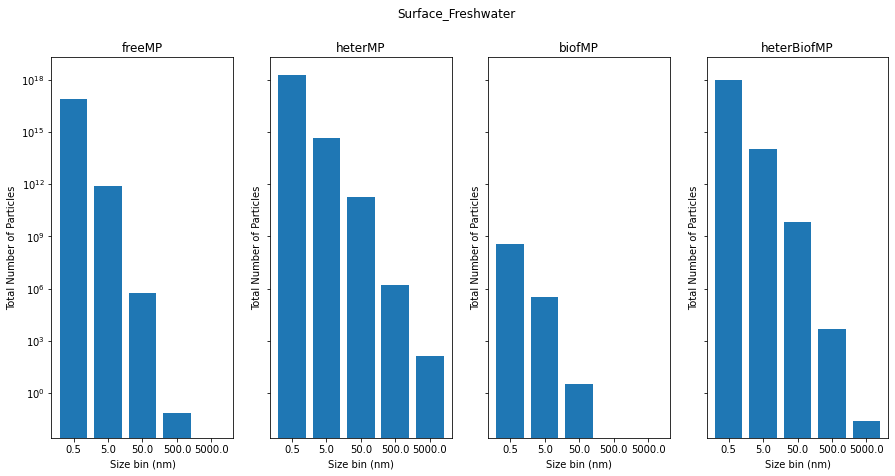 Surface_Freshwater
freeMP
heterMP
biofMP
heterBiofMP
Total Number of Particles
10^18
10^15
10^12
10^9
10^6
10^3
10^0
0.5 5.0 50.0 500.0 5000.0
Size bin (nm)
Total Number of Particles
0.5 5.0 50.0 500.0 5000.0
Size bin (nm)
Total Number of Particles
0.5 5.0 50.0 500.0 5000.0
Size bin (nm)
Total Number of Particles
0.5 5.0 50.0 500.0 5000.0
Size bin (nm)